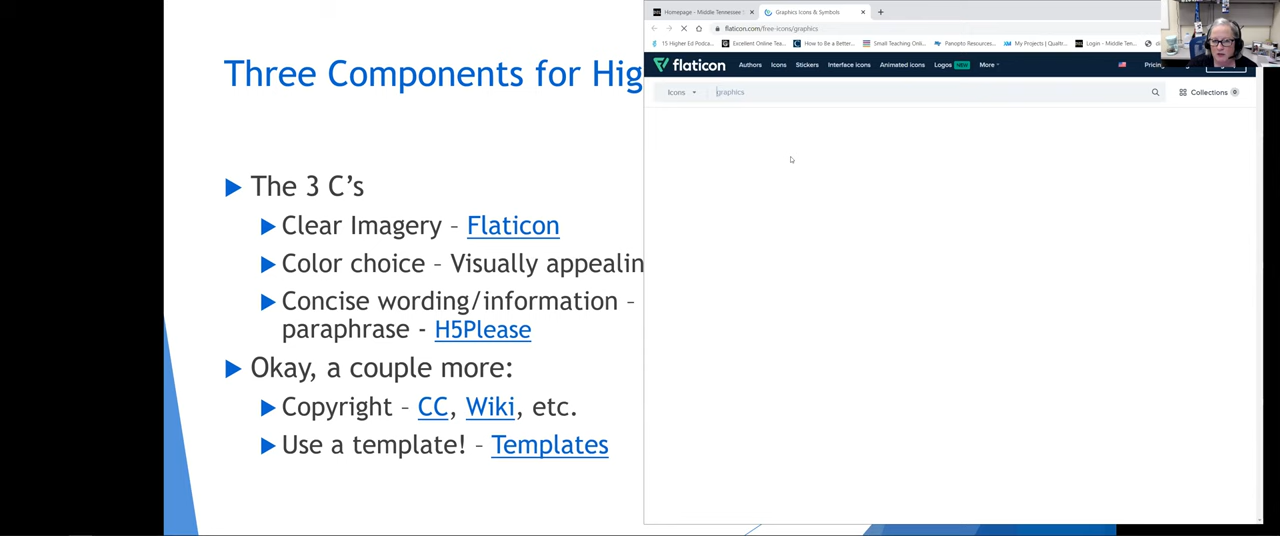 Three Components for Hig
The 3 C's
Clear Imagery – Flaticon
Color choice – Visually appealin
Concise wording/information –
paraphrase - H5Please
Okay, a couple more:
Copyright – CC, Wiki, etc.
Use a template! – Templates
Homepage - Middle Tennessee
Graphics Icons & Symbols
flaticon.com/free-icons/graphics
15 Higher Ed Podca...
Excellent Online Tea...
How to Be a Better...
Small Teaching Onli...
Panopto Resources...
My Projects | Quatr...
Login - Middle Ten...
flaticon
Authors
Icons
Stickers
Interface icons
Animated icons
Logos NEW
More
Icons
graphics
Collections 0